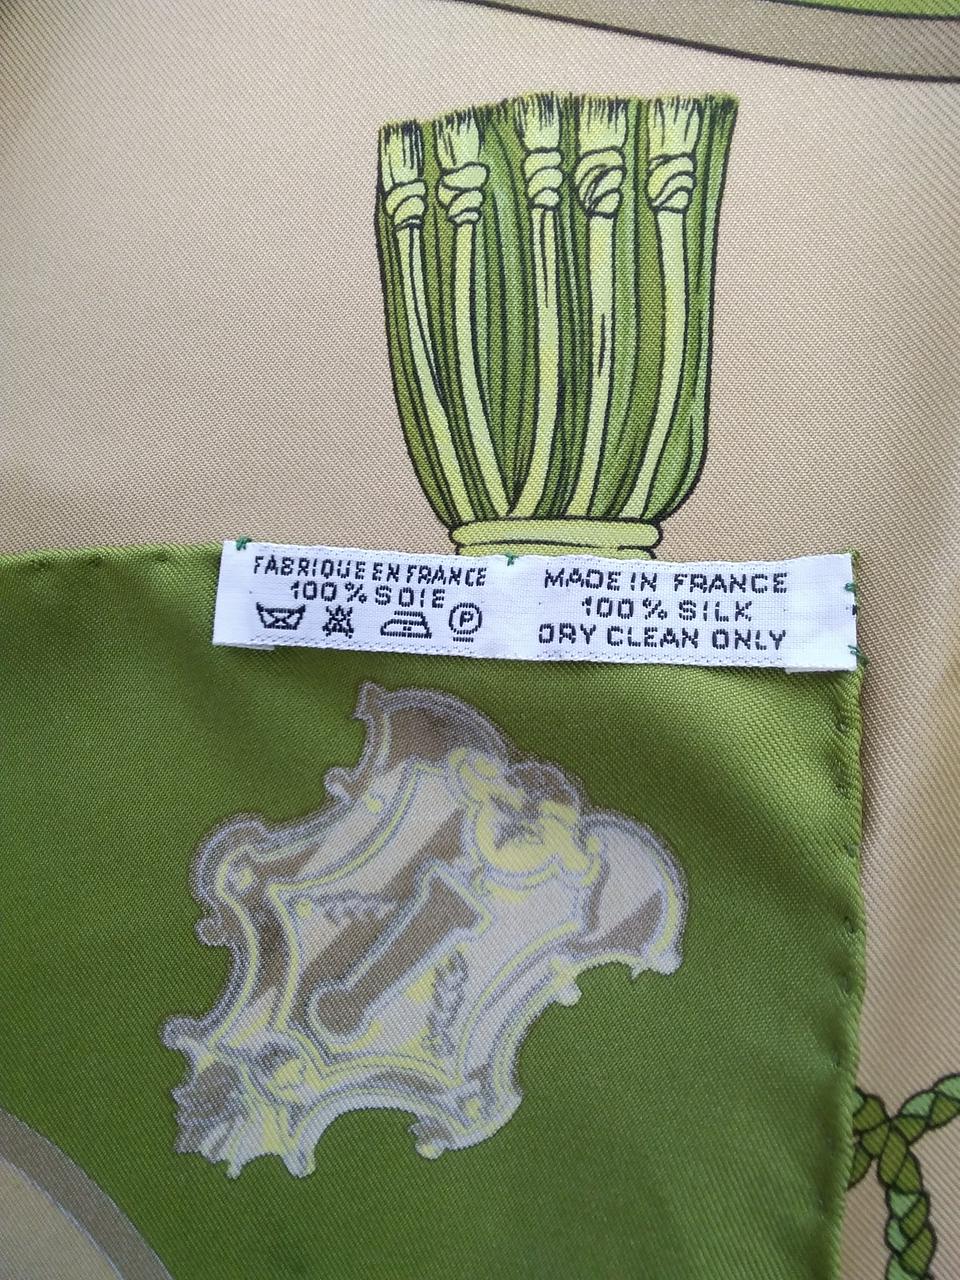 FABRIQUE EN FRANCE
100% SOIE
P
MADE IN FRANCE
100% SILK
DRY CLEAN ONLY